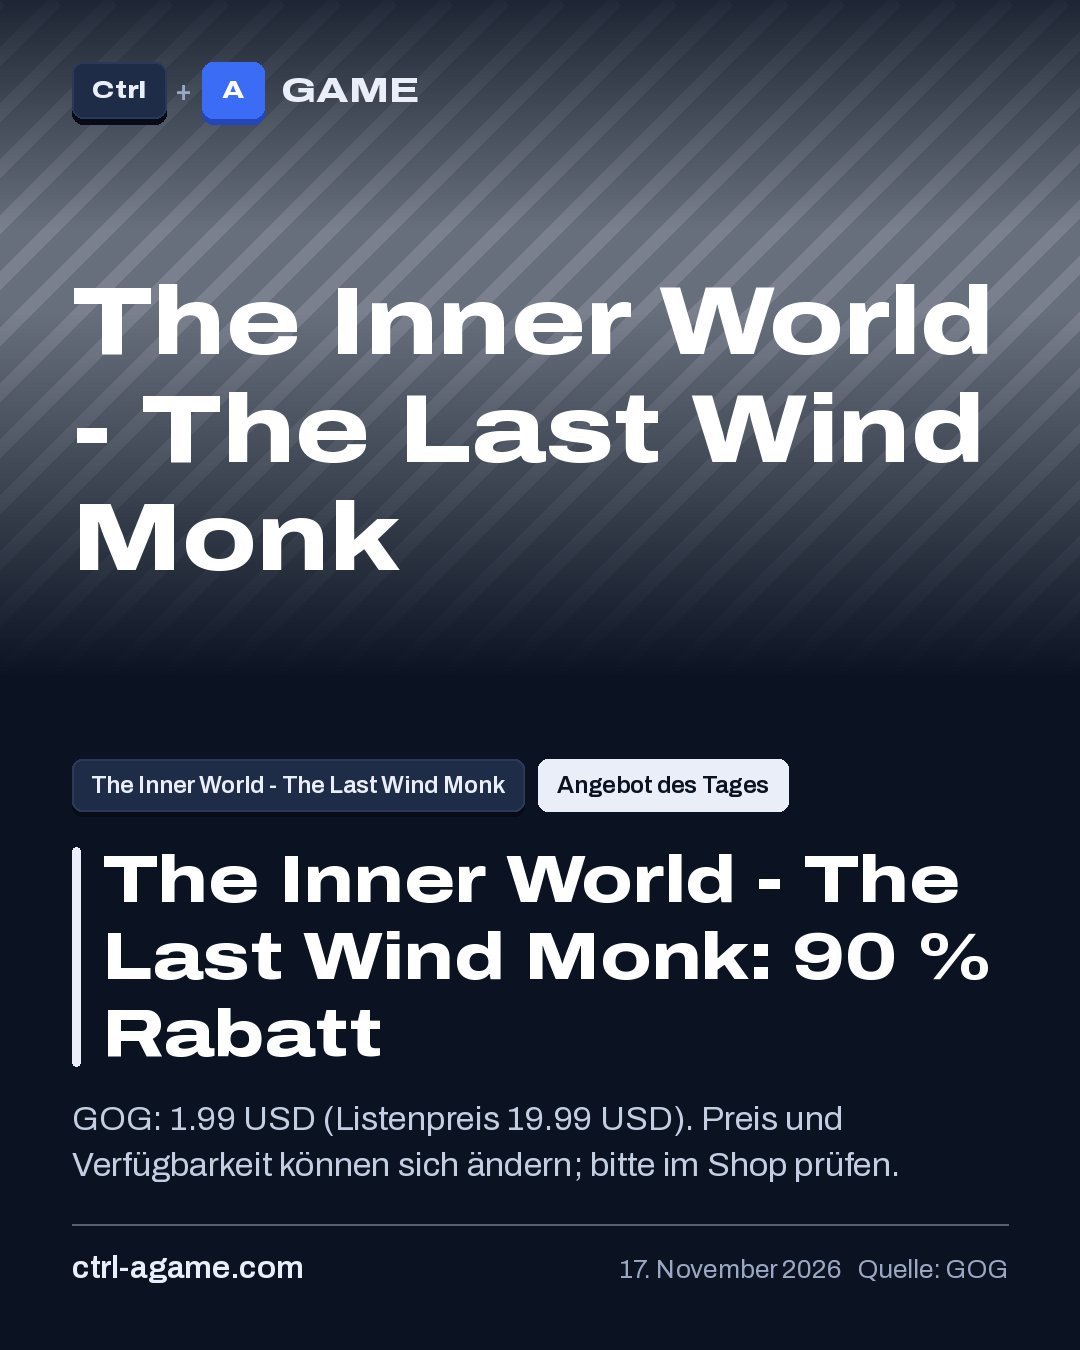 Ctrl + A GAME
The Inner World
- The Last Wind
Monk
The Inner World - The Last Wind Monk Angebot des Tages
The Inner World - The
Last Wind Monk: 90 %
Rabatt
GOG: 1.99 USD (Listenpreis 19.99 USD). Preis und
Verfügbarkeit können sich ändern; bitte im Shop prüfen.
ctrl-agame.com 17. November 2026 Quelle: GOG